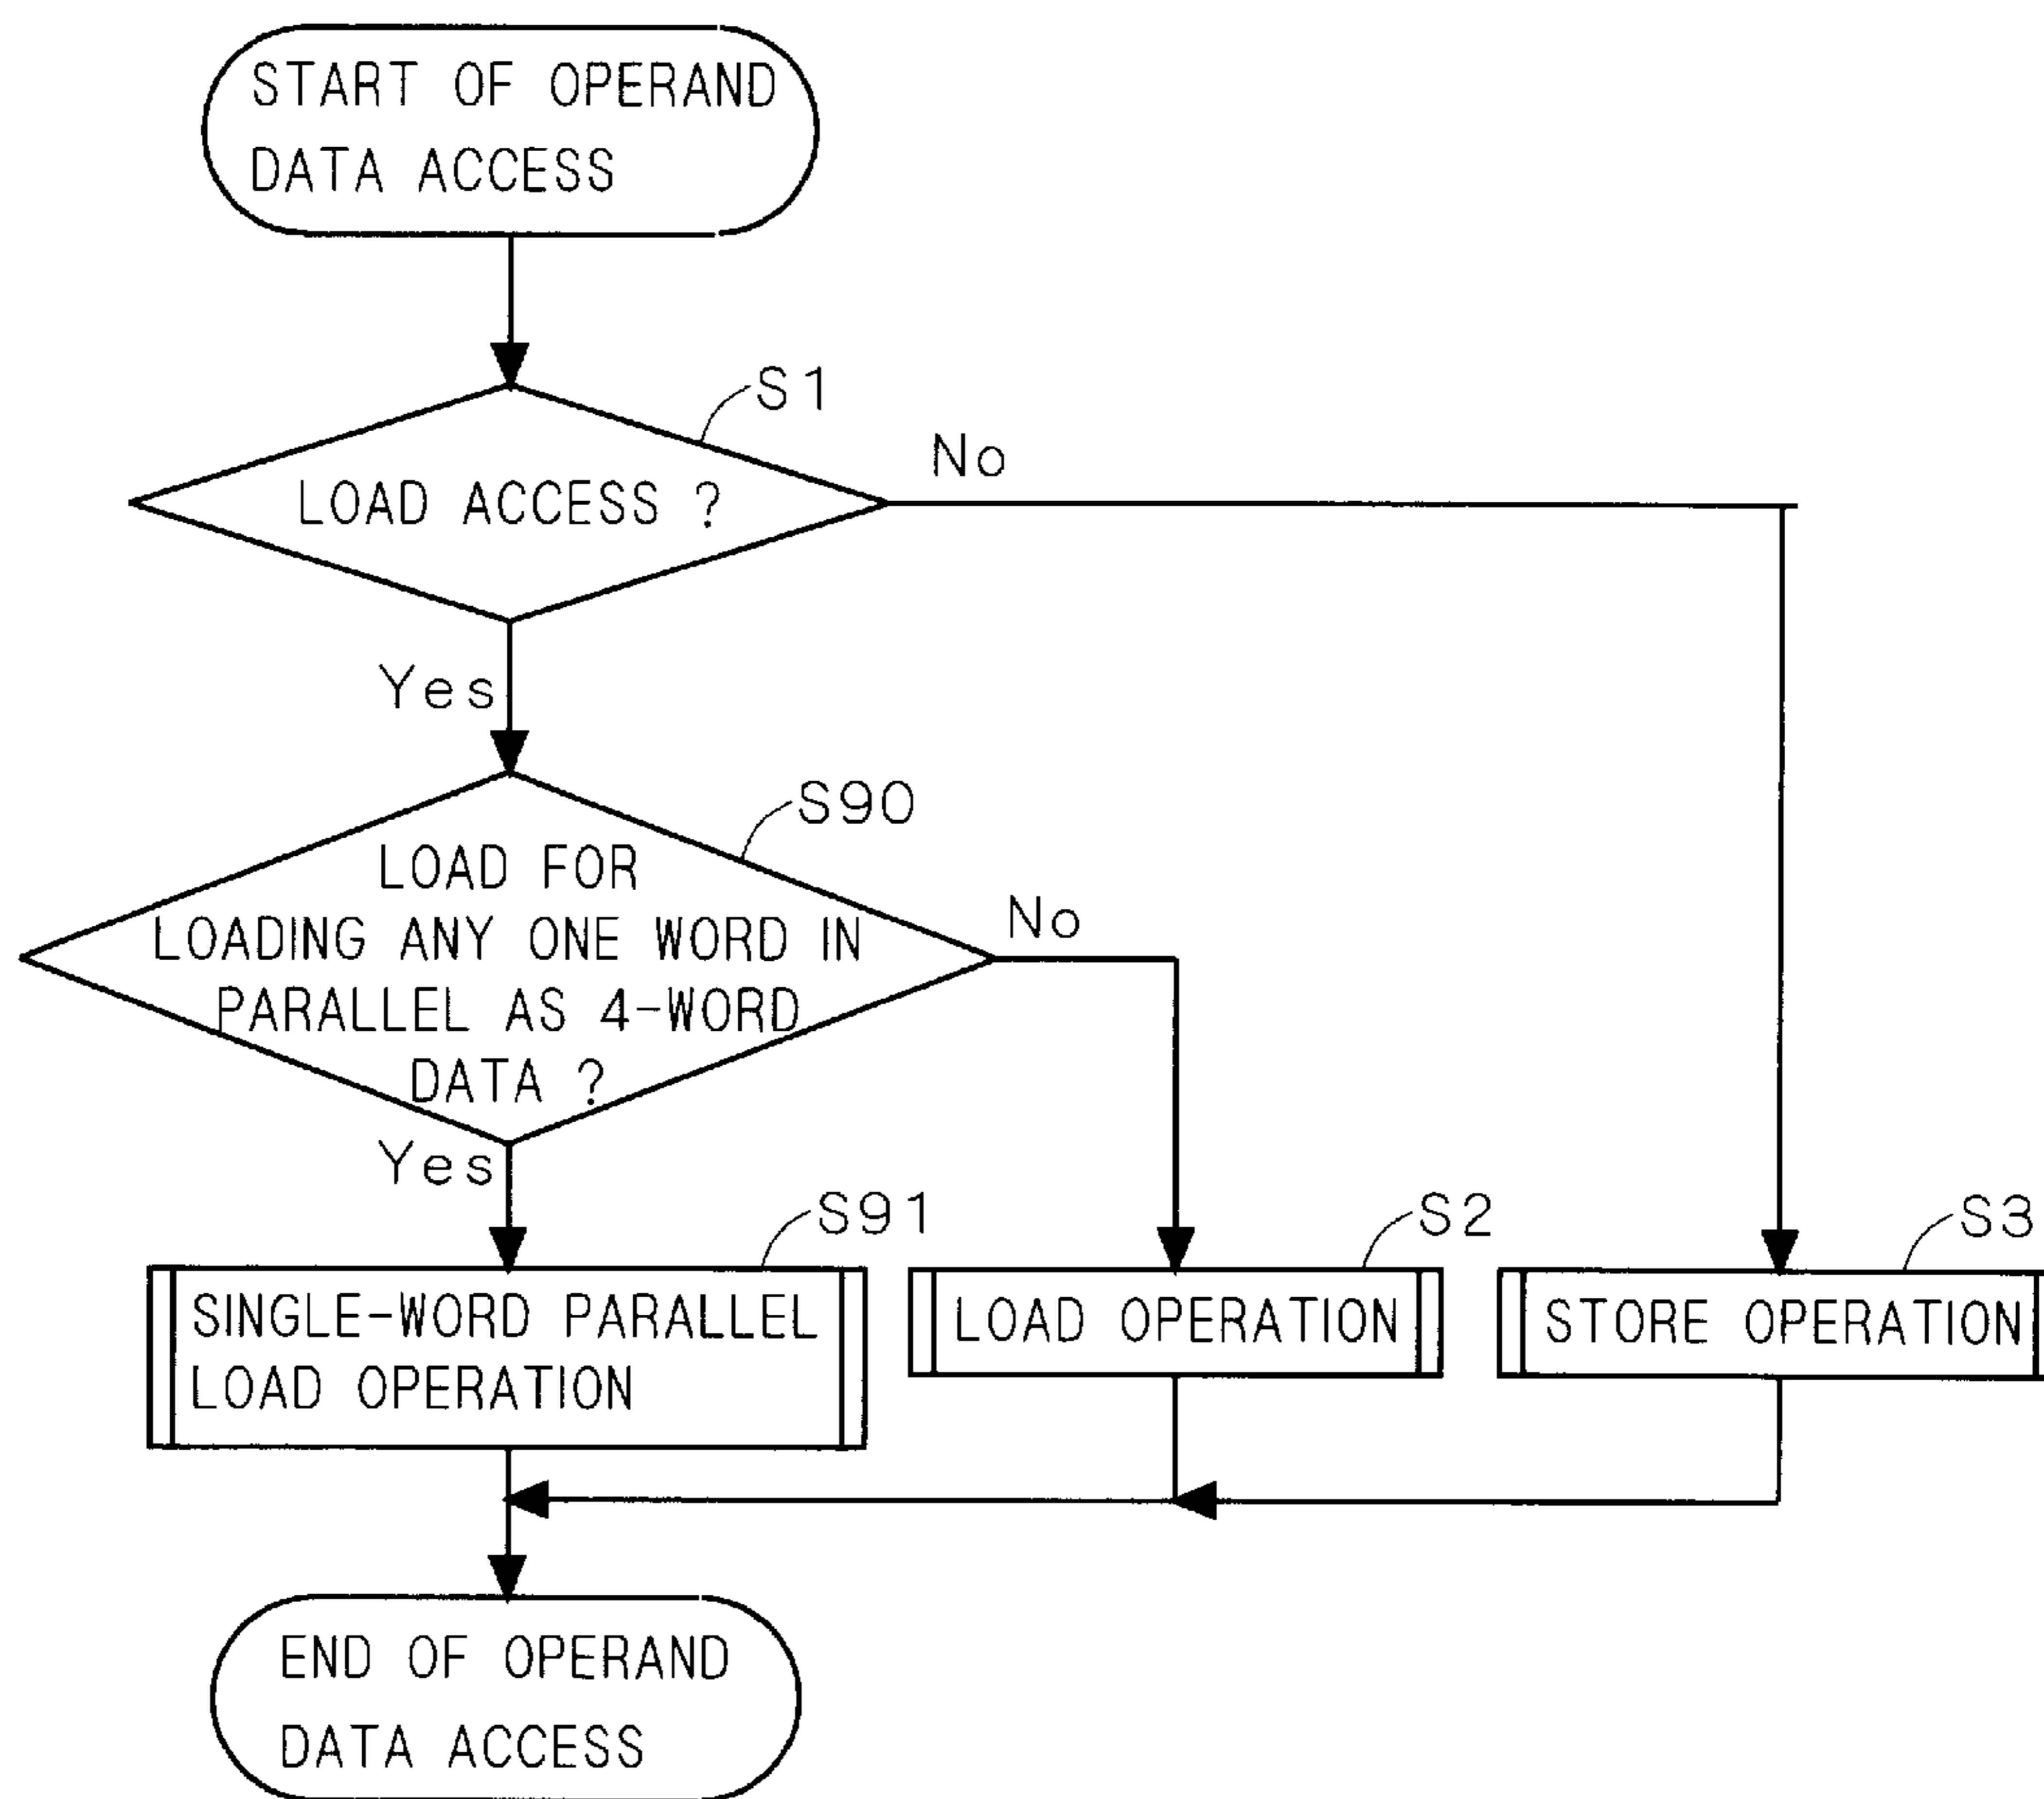 START OF OPERAND
DATA ACCESS
S1
LOAD ACCESS ?
No
Yes
S90
LOAD FOR
LOADING ANY ONE WORD IN
PARALLEL AS 4-WORD
DATA ?
No
Yes
S91
SINGLE-WORD PARALLEL
LOAD OPERATION
S2
LOAD OPERATION
S3
STORE OPERATION
END OF OPERAND
DATA ACCESS